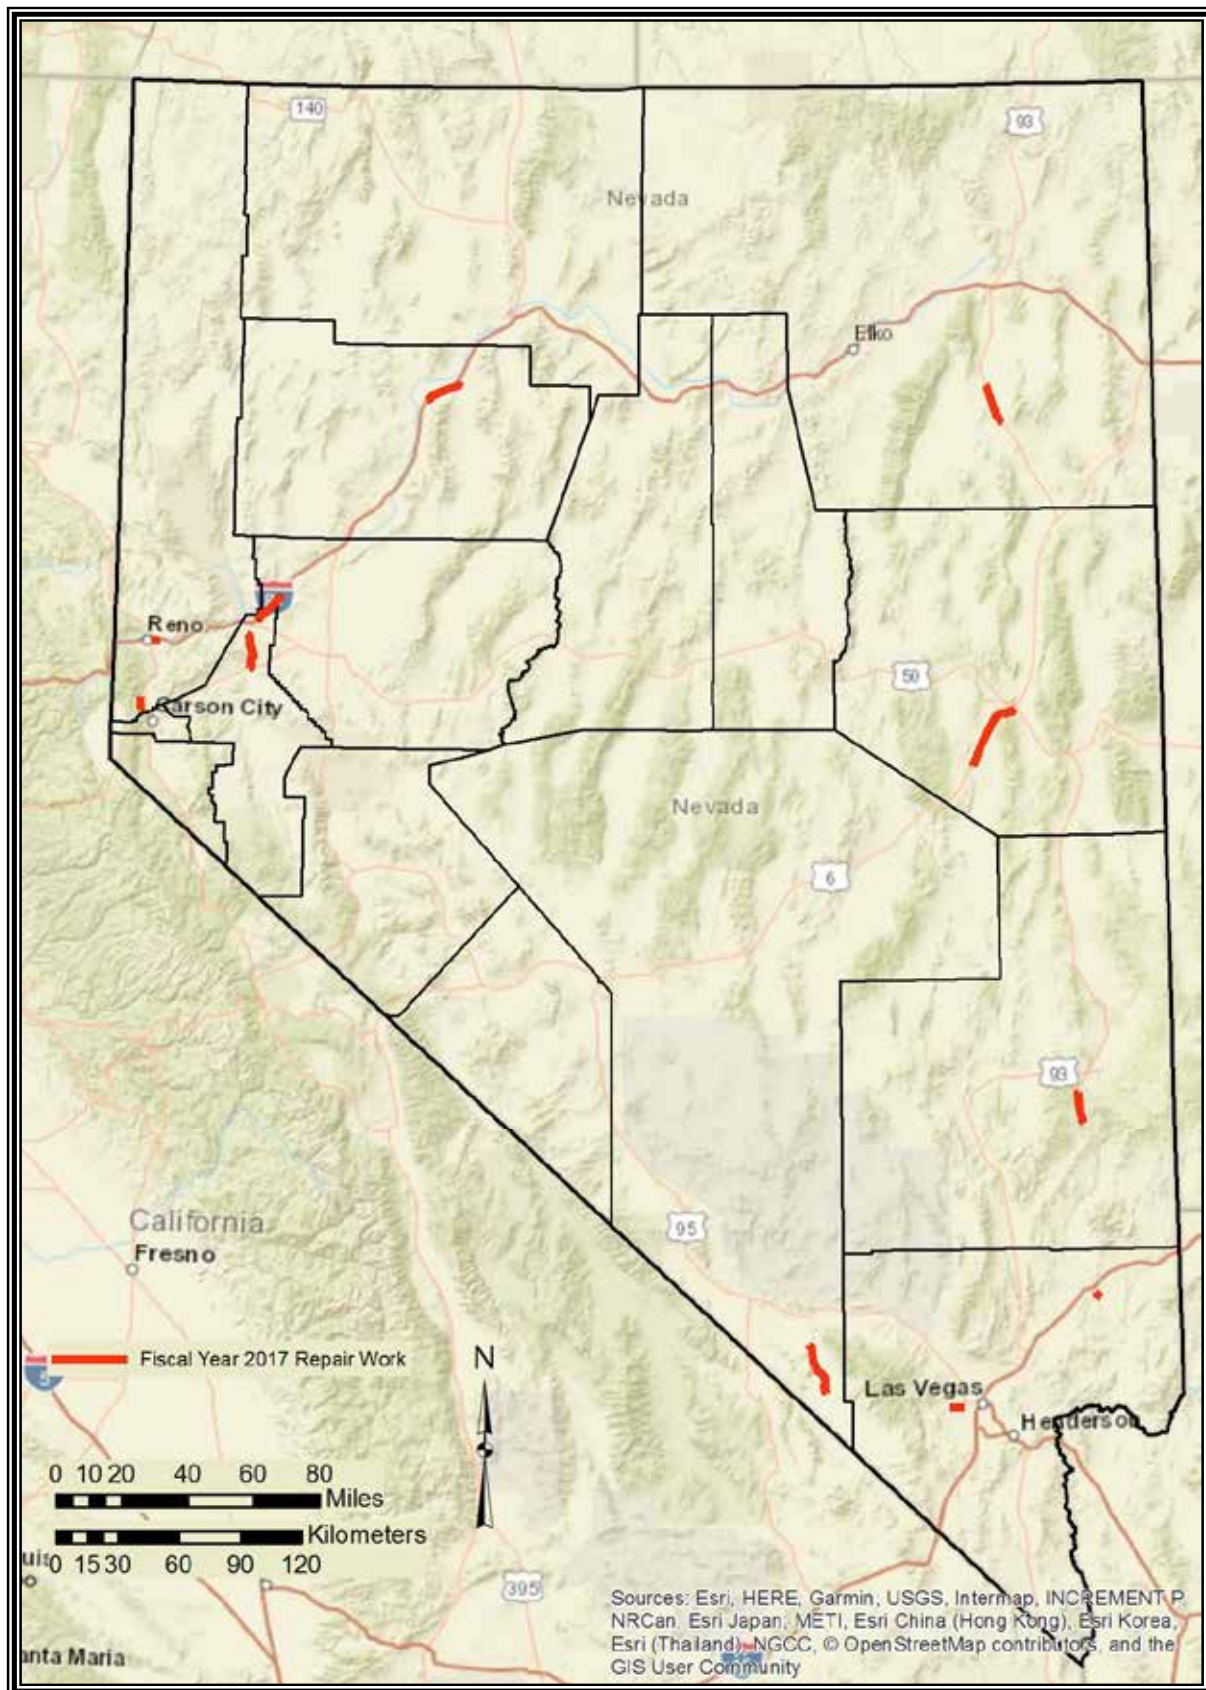 140
93
Nevada
Elko
Reno
50
Carson City
Nevada
6
93
95
California
Fresno
Fiscal Year 2017 Repair Work
N
5
Las Vegas
Henderson
0 10 20 40 60 80
Miles
Kilometers
0 15 30 60 90 120
395
anta Maria
Sources: Esri, HERE, Garmin, USGS, Intermap, INCREMENT P,
NRCan, Esri Japan, METI, Esri China (Hong Kong), Esri Korea,
Esri (Thailand), NGCC, © OpenStreetMap contributors, and the
GIS User Community